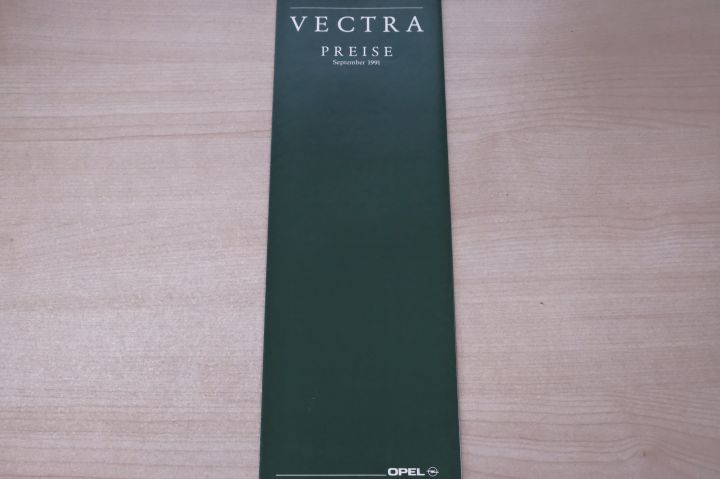 VECTRA
PREISE
September 1991
OPEL